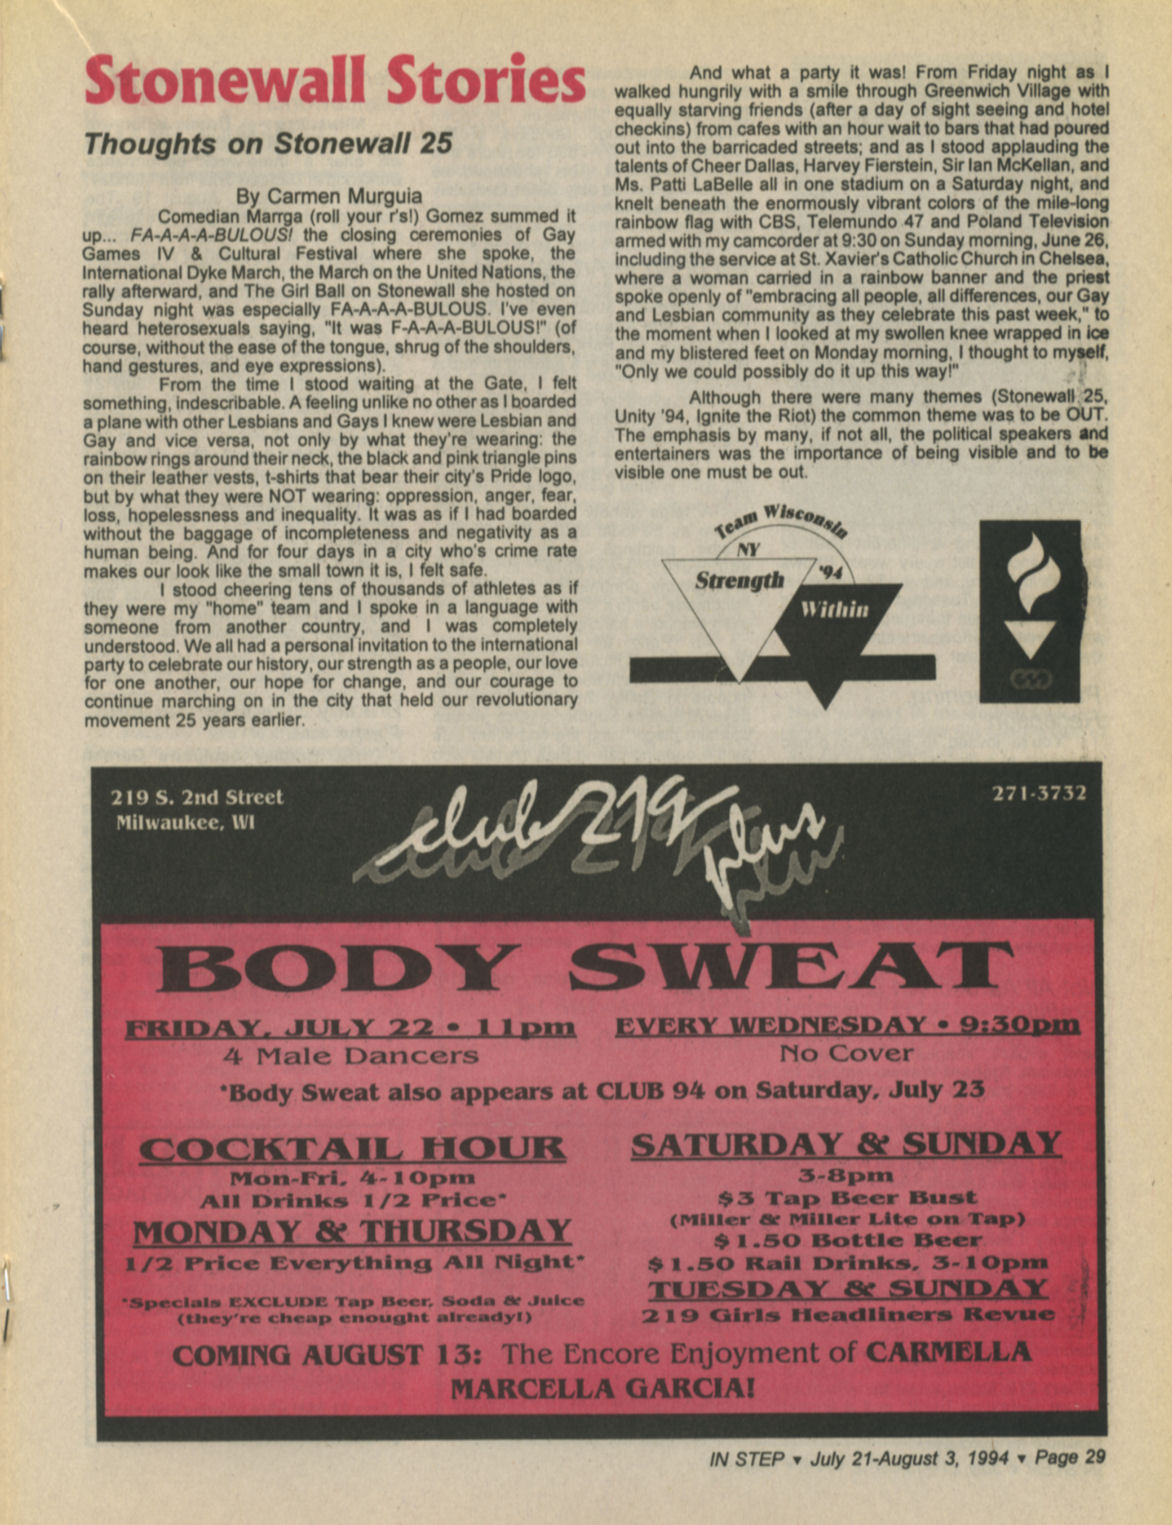 Stonewall Stories
Thoughts on Stonewall 25
By Carmen Murguia
Comedian Marrga (roll your r's!) Gomez summed it
up... FA-A-A-A-BULOUS! the closing ceremonies of Gay
Games IV & Cultural Festival where she spoke, the
International Dyke March, the March on the United Nations, the
rally afterward, and The Girl Ball on Stonewall she hosted on
Sunday night was especially FA-A-A-A-BULOUS. I've even
heard heterosexuals saying, "It was F-A-A-A-BULOUS!" (of
course, without the ease of the tongue, shrug of the shoulders,
hand gestures, and eye expressions).
From the time I stood waiting at the Gate, I felt
something, indescribable. A feeling unlike no other as I boarded
a plane with other Lesbians and Gays I knew were Lesbian and
Gay and vice versa, not only by what they're wearing: the
rainbow rings around their neck, the black and pink triangle pins
on their leather vests, t-shirts that bear their city's Pride logo,
but by what they were NOT wearing: oppression, anger, fear,
loss, hopelessness and inequality. It was as if I had boarded
without the baggage of incompleteness and negativity as a
human being. And for four days in a city who's crime rate
makes our look like the small town it is, I felt safe.
I stood cheering tens of thousands of athletes as if
they were my "home" team and I spoke in a language with
someone from another country, and I was completely
understood. We all had a personal invitation to the international
party to celebrate our history, our strength as a people, our love
for one another, our hope for change, and our courage to
continue marching on in the city that held our revolutionary
movement 25 years earlier.
And what a party it was! From Friday night as I
walked hungrily with a smile through Greenwich Village with
equally starving friends (after a day of sight seeing and hotel
checkins) from cafes with an hour wait to bars that had poured
out into the barricaded streets; and as I stood applauding the
talents of Cheer Dallas, Harvey Fierstein, Sir Ian McKellan, and
Ms. Patti LaBelle all in one stadium on a Saturday night, and
knelt beneath the enormously vibrant colors of the mile-long
rainbow flag with CBS, Telemundo 47 and Poland Television
armed with my camcorder at 9:30 on Sunday morning, June 26,
including the service at St. Xavier's Catholic Church in Chelsea,
where a woman carried in a rainbow banner and the priest
spoke openly of "embracing all people, all differences, our Gay
and Lesbian community as they celebrate this past week," to
the moment when I looked at my swollen knee wrapped in ice
and my blistered feet on Monday morning, I thought to myself,
"Only we could possibly do it up this way!"
Although there were many themes (Stonewall 25,
Unity '94, Ignite the Riot) the common theme was to be OUT.
The emphasis by many, if not all, the political speakers and
entertainers was the importance of being visible and to be
visible one must be out.
Team Wisconsin
NY
'94
Strength
Within
219 S. 2nd Street
Milwaukee, WI
club 219 plus
271-3732
BODY SWEAT
FRIDAY, JULY 22 • 11pm
4 Male Dancers
EVERY WEDNESDAY • 9:30pm
No Cover
*Body Sweat also appears at CLUB 94 on Saturday, July 23
COCKTAIL HOUR
Mon-Fri, 4-10pm
All Drinks 1/2 Price*
MONDAY & THURSDAY
1/2 Price Everything All Night*
*Specials EXCLUDE Tap Beer, Soda & Juice
(they're cheap enought already!)
SATURDAY & SUNDAY
3-8pm
$3 Tap Beer Bust
(Miller & Miller Lite on Tap)
$1.50 Bottle Beer
$1.50 Rail Drinks, 3-10pm
TUESDAY & SUNDAY
219 Girls Headliners Revue
COMING AUGUST 13: The Encore Enjoyment of CARMELLA
MARCELLA GARCIA!
IN STEP ▾ July 21-August 3, 1994 ▾ Page 29